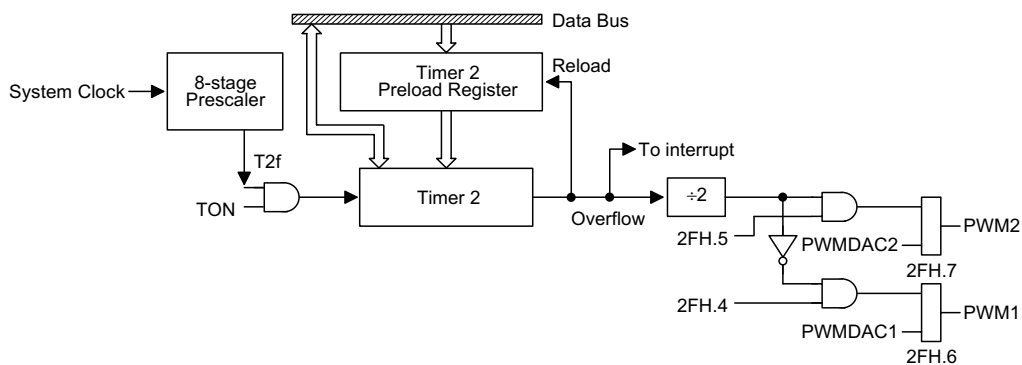 Data Bus
System Clock
8-stage
Prescaler
Timer 2
Preload Register
Reload
T2f
TON
Timer 2
To interrupt
Overflow
÷2
2FH.5
PWMDAC2
PWM2
2FH.7
2FH.4
PWMDAC1
PWM1
2FH.6